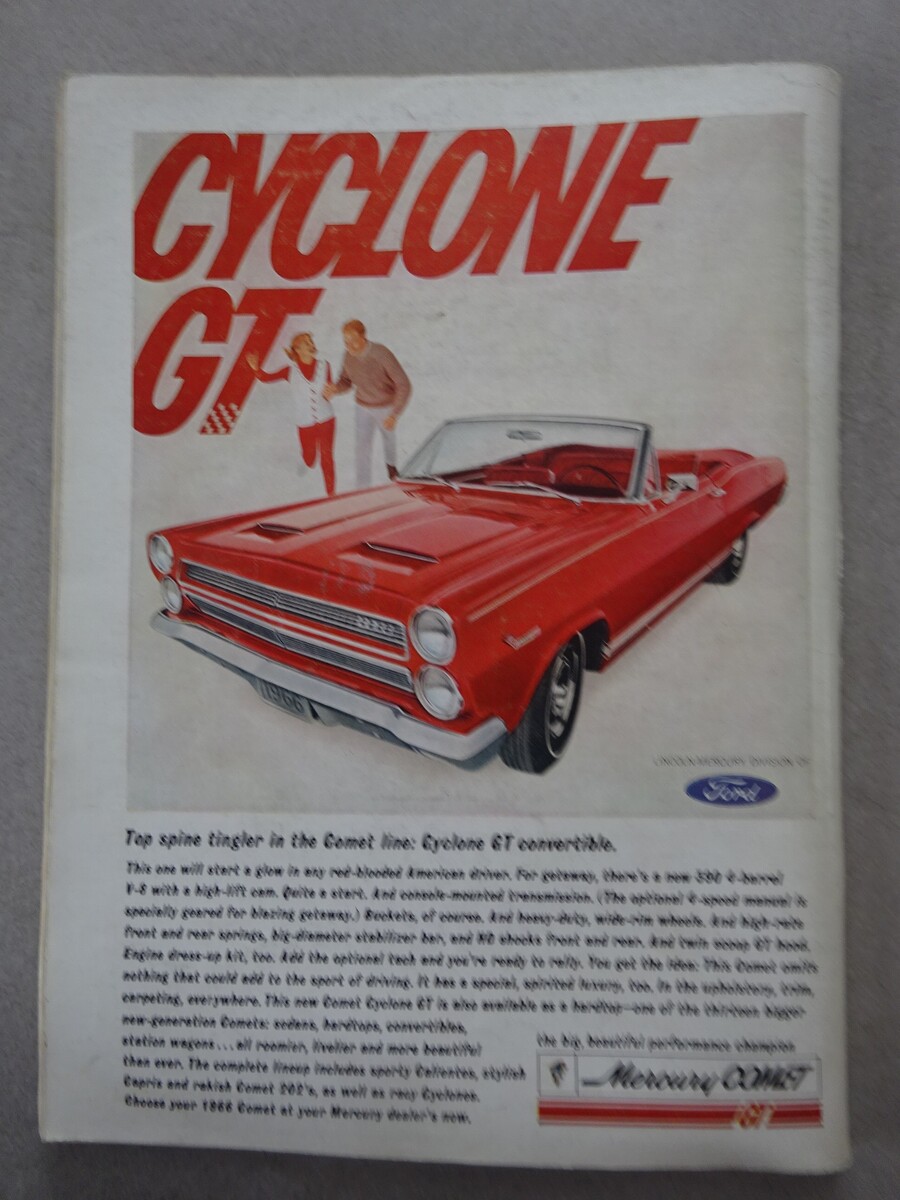 CYCLONE
GT
1966
LINCOLN-MERCURY DIVISION OF
Ford
Top spine tingler in the Comet line: Cyclone GT convertible.
This one will start a glow in any red-blooded American driver. For getaway, there's a new 390 4-barrel
V-8 with a high-lift cam. Quite a start. And console-mounted transmission. (The optional 4-speed manual is
specially geared for blazing getaway.) Buckets, of course. And heavy-duty, wide-rim wheels. And high-rate
front and rear springs, big-diameter stabilizer bar, and HD shocks front and rear. And twin scoop GT hood.
Engine dress-up kit, too. Add the optional tach and you're ready to rally. You get the idea: This Comet omits
nothing that could add to the sport of driving. It has a special, spirited luxury, too. In the upholstery, trim,
carpeting, everywhere. This new Comet Cyclone GT is also available as a hardtop—one of the thirteen bigger
new-generation Comets: sedans, hardtops, convertibles,
station wagons...all roomier, livelier and more beautiful
than ever. The complete lineup includes sporty Calientes, stylish
Capris and rakish Comet 202's, as well as racy Cyclones.
Choose your 1966 Comet at your Mercury dealer's now.
the big, beautiful performance champion
Mercury COMET
GT